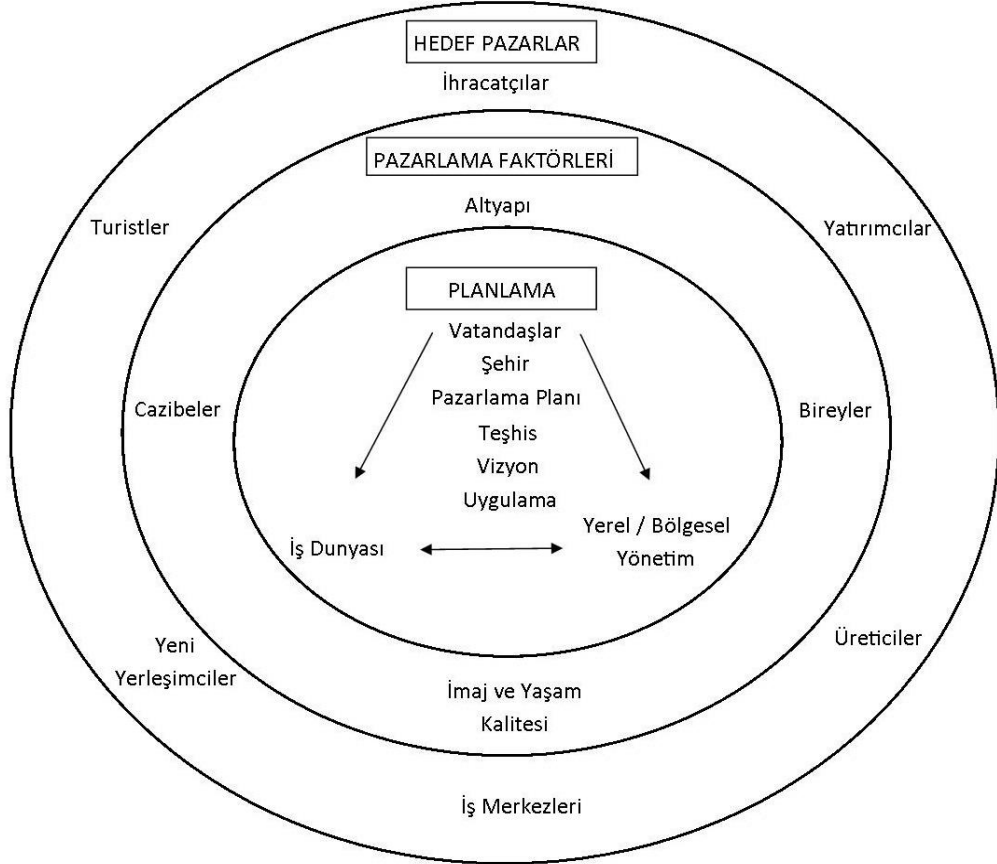 HEDEF PAZARLAR
İhracatçılar
PAZARLAMA FAKTÖRLERİ
Altyapı
Turistler
Yatırımcılar
PLANLAMA
Vatandaşlar
Şehir
Pazarlama Planı
Teşhis
Vizyon
Uygulama
Cazibeler
Bireyler
İş Dunyası
Yerel / Bölgesel
Yönetim
Yeni
Yerleşimciler
Üreticiler
İmaj ve Yaşam
Kalitesi
İş Merkezleri